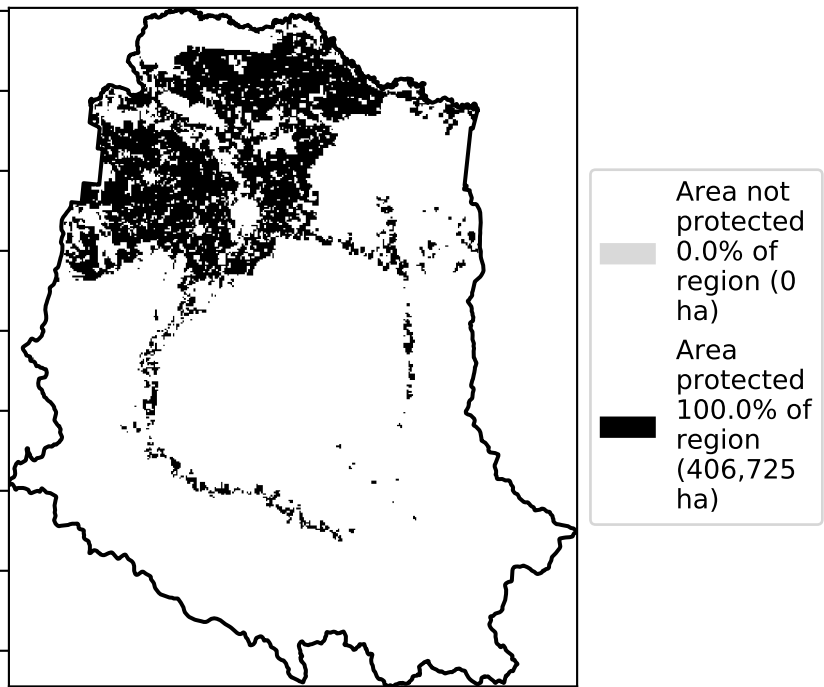 Area not
protected
0.0% of
region (0
ha)
Area
protected
100.0% of
region
(406,725
ha)